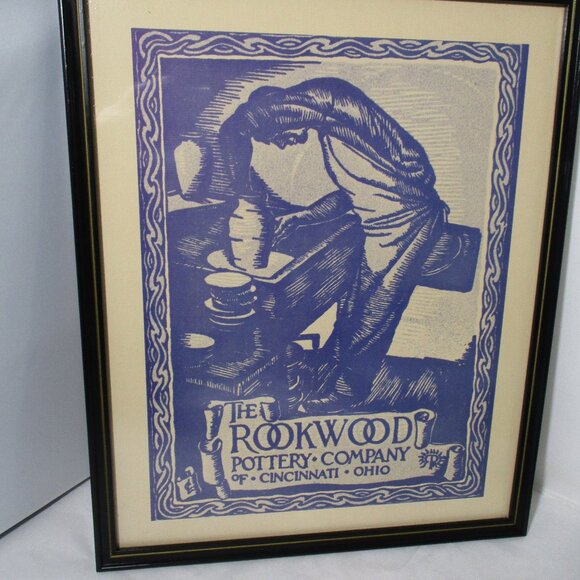 THE
ROOKWOOD
POTTERY • COMPANY
OF • CINCINNATI • OHIO